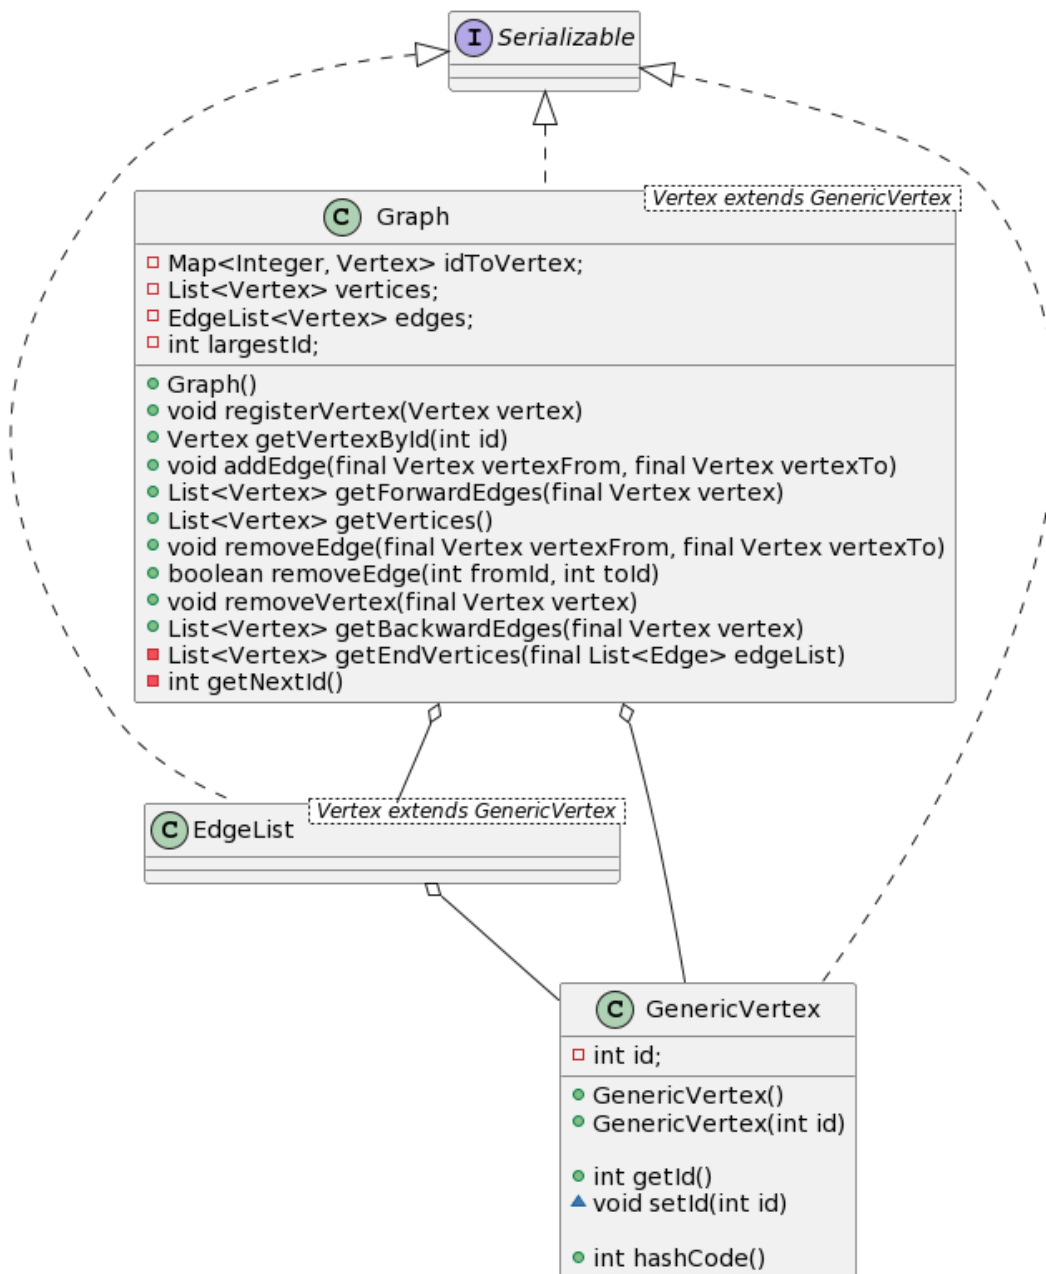 I Serializable
Vertex extends GenericVertex
C Graph
Map<Integer, Vertex> idToVertex;
List<Vertex> vertices;
EdgeList<Vertex> edges;
int largestId;
Graph()
void registerVertex(Vertex vertex)
Vertex getVertexById(int id)
void addEdge(final Vertex vertexFrom, final Vertex vertexTo)
List<Vertex> getForwardEdges(final Vertex vertex)
List<Vertex> getVertices()
void removeEdge(final Vertex vertexFrom, final Vertex vertexTo)
boolean removeEdge(int fromId, int toId)
void removeVertex(final Vertex vertex)
List<Vertex> getBackwardEdges(final Vertex vertex)
List<Vertex> getEndVertices(final List<Edge> edgeList)
int getNextId()
Vertex extends GenericVertex
C EdgeList
C GenericVertex
int id;
GenericVertex()
GenericVertex(int id)
int getId()
void setId(int id)
int hashCode()